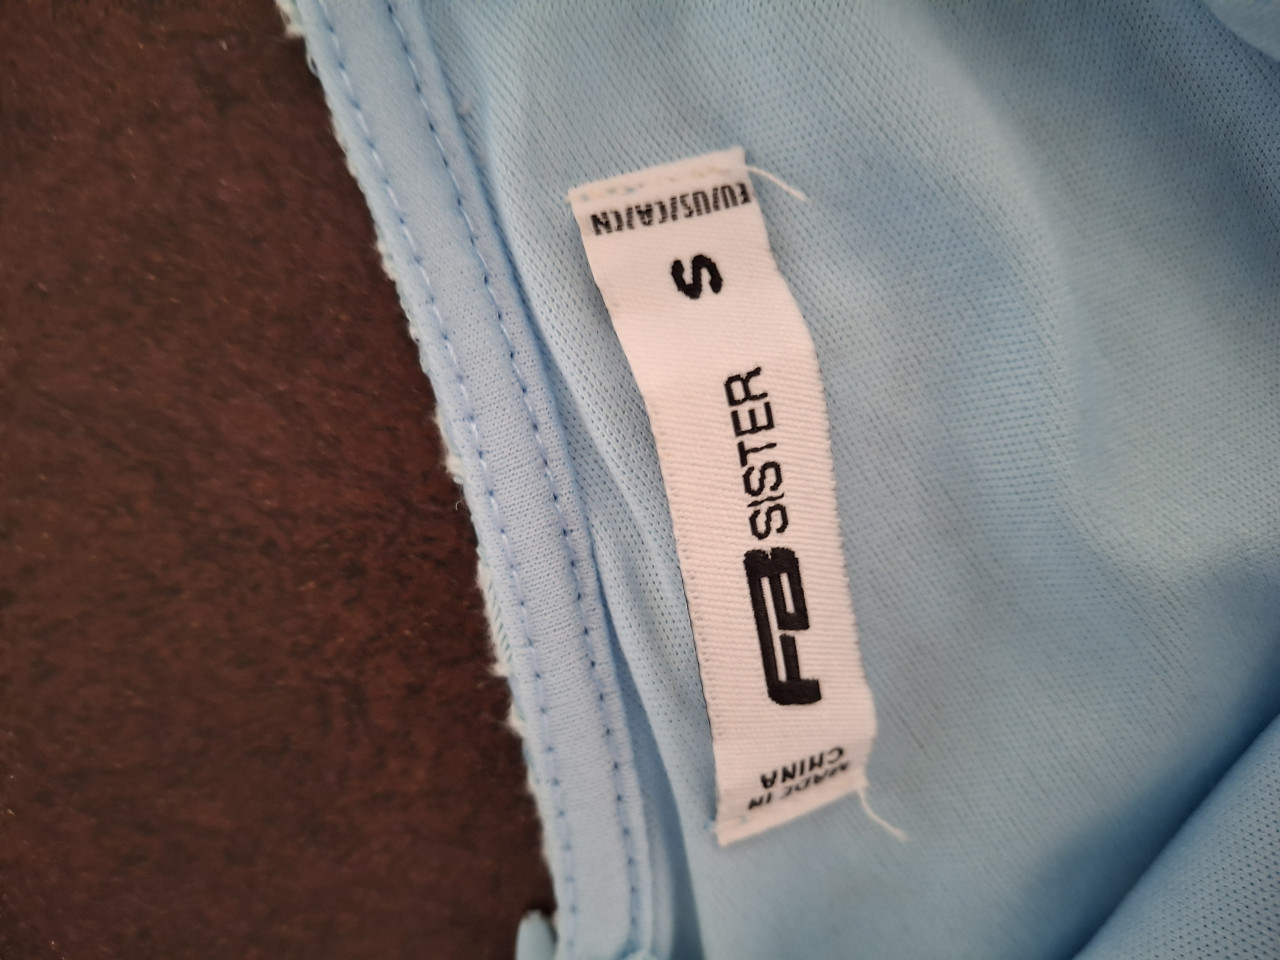 EU/US/CA/CN
S
FB SISTER
MADE IN
CHINA